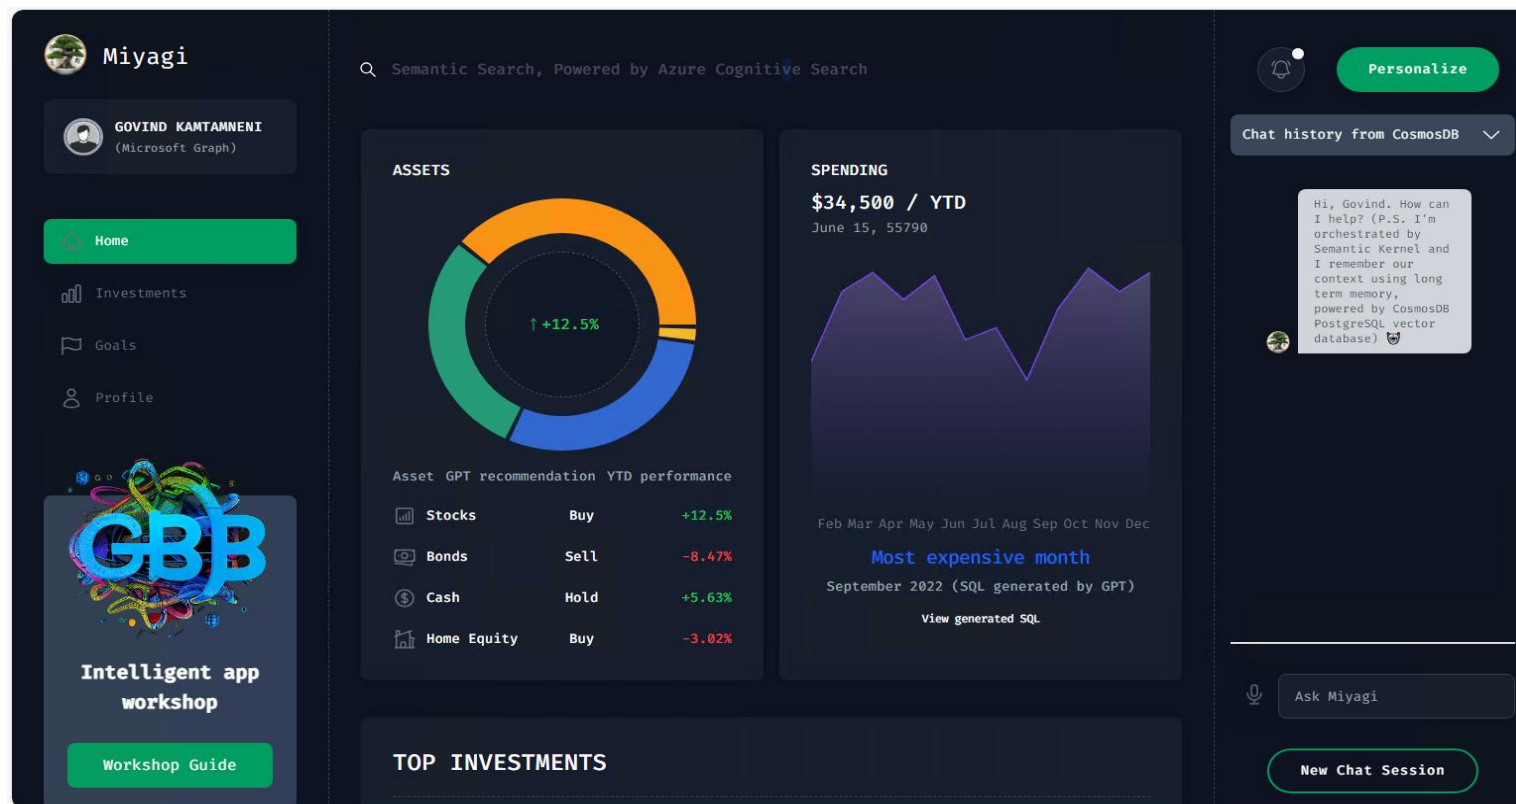 Miyagi
GOVIND KAMTAMNENI
(Microsoft Graph)
Home
Investments
Goals
Profile
GBB
Intelligent app
workshop
Workshop Guide
Semantic Search, Powered by Azure Cognitive Search
ASSETS
↑+12.5%
Asset GPT recommendation YTD performance
Stocks Buy +12.5%
Bonds Sell -8.47%
Cash Hold +5.63%
Home Equity Buy -3.02%
SPENDING
$34,500 / YTD
June 15, 55790
Feb Mar Apr May Jun Jul Aug Sep Oct Nov Dec
Most expensive month
September 2022 (SQL generated by GPT)
View generated SQL
TOP INVESTMENTS
Personalize
Chat history from CosmosDB
Hi, Govind. How can
I help? (P.S. I'm
orchestrated by
Semantic Kernel and
I remember our
context using long
term memory,
powered by CosmosDB
PostgreSQL vector
database)
Ask Miyagi
New Chat Session